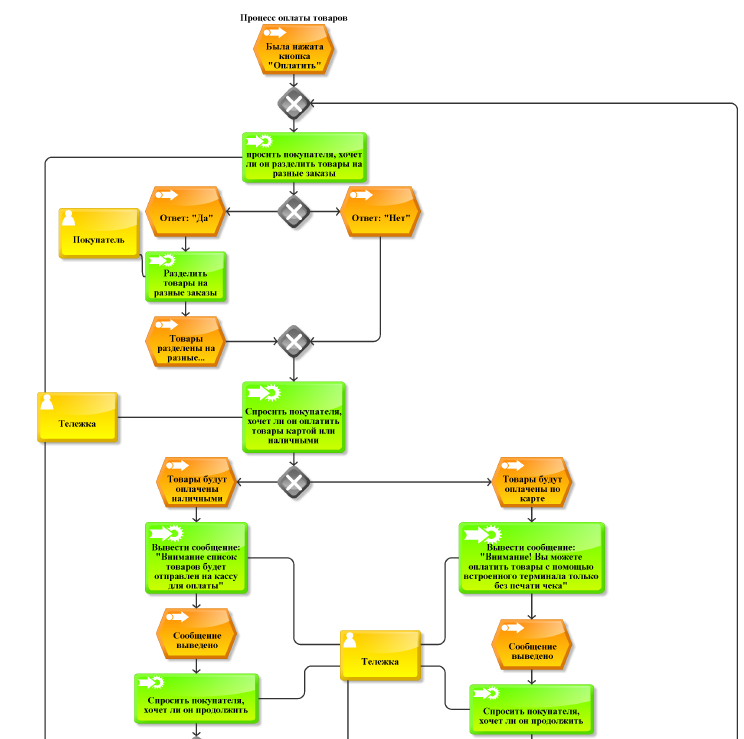 Процесс оплаты товаров
Была нажата
кнопка
"Оплатить"
просить покупателя, хочет
ли он разделить товары на
разные заказы
Ответ: "Да"
Ответ: "Нет"
Покупатель
Разделить
товары на
разные заказы
Товары
разделены на
разные...
Тележка
Спросить покупателя,
хочет ли он оплатить
товары картой или
наличными
Товары будут
оплачены
наличными
Товары будут
оплачены по
карте
Вывести сообщение:
"Внимание список
товаров будет
отправлен на кассу
для оплаты"
Вывести сообщение:
"Внимание! Вы можете
оплатить товары с помощью
встроенного терминала только
без печати чека"
Сообщение
выведено
Сообщение
выведено
Тележка
Спросить покупателя,
хочет ли он продолжить
Спросить покупателя,
хочет ли он продолжить